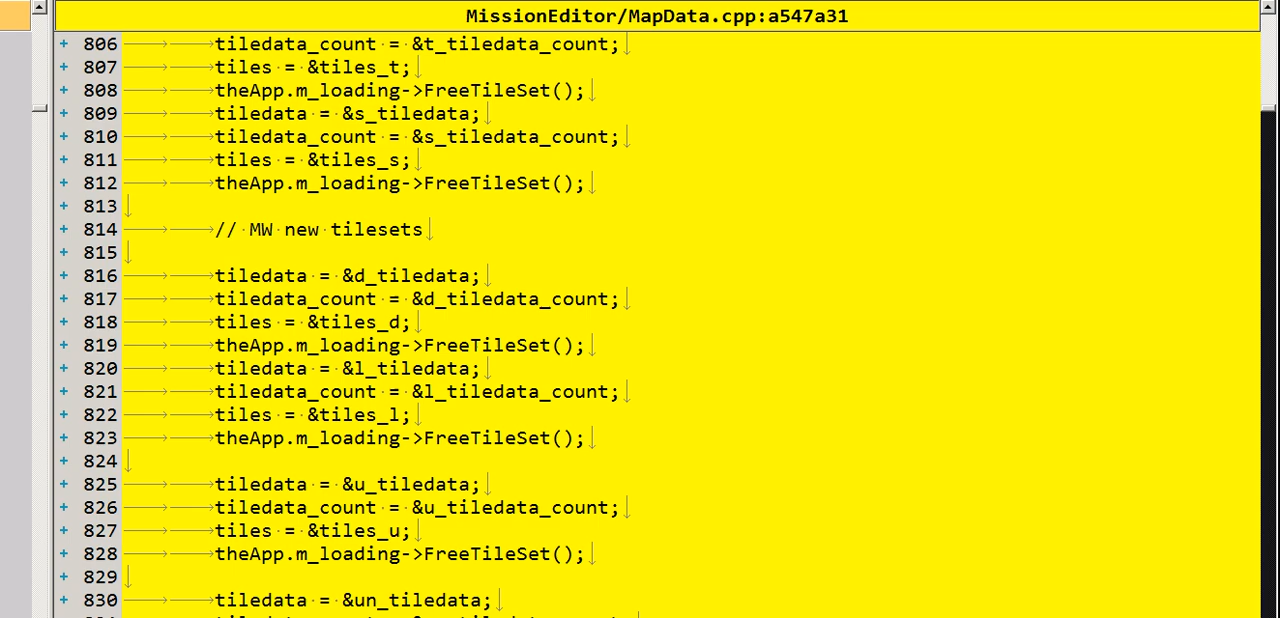 MissionEditor/MapData.cpp:a547a31
+ 806 tiledata_count = &t_tiledata_count;
+ 807 tiles = &tiles_t;
+ 808 theApp.m_loading->FreeTileSet();
+ 809 tiledata = &s_tiledata;
+ 810 tiledata_count = &s_tiledata_count;
+ 811 tiles = &tiles_s;
+ 812 theApp.m_loading->FreeTileSet();
+ 813
+ 814 // MW new tilesets
+ 815
+ 816 tiledata = &d_tiledata;
+ 817 tiledata_count = &d_tiledata_count;
+ 818 tiles = &tiles_d;
+ 819 theApp.m_loading->FreeTileSet();
+ 820 tiledata = &l_tiledata;
+ 821 tiledata_count = &l_tiledata_count;
+ 822 tiles = &tiles_l;
+ 823 theApp.m_loading->FreeTileSet();
+ 824
+ 825 tiledata = &u_tiledata;
+ 826 tiledata_count = &u_tiledata_count;
+ 827 tiles = &tiles_u;
+ 828 theApp.m_loading->FreeTileSet();
+ 829
+ 830 tiledata = &un_tiledata;